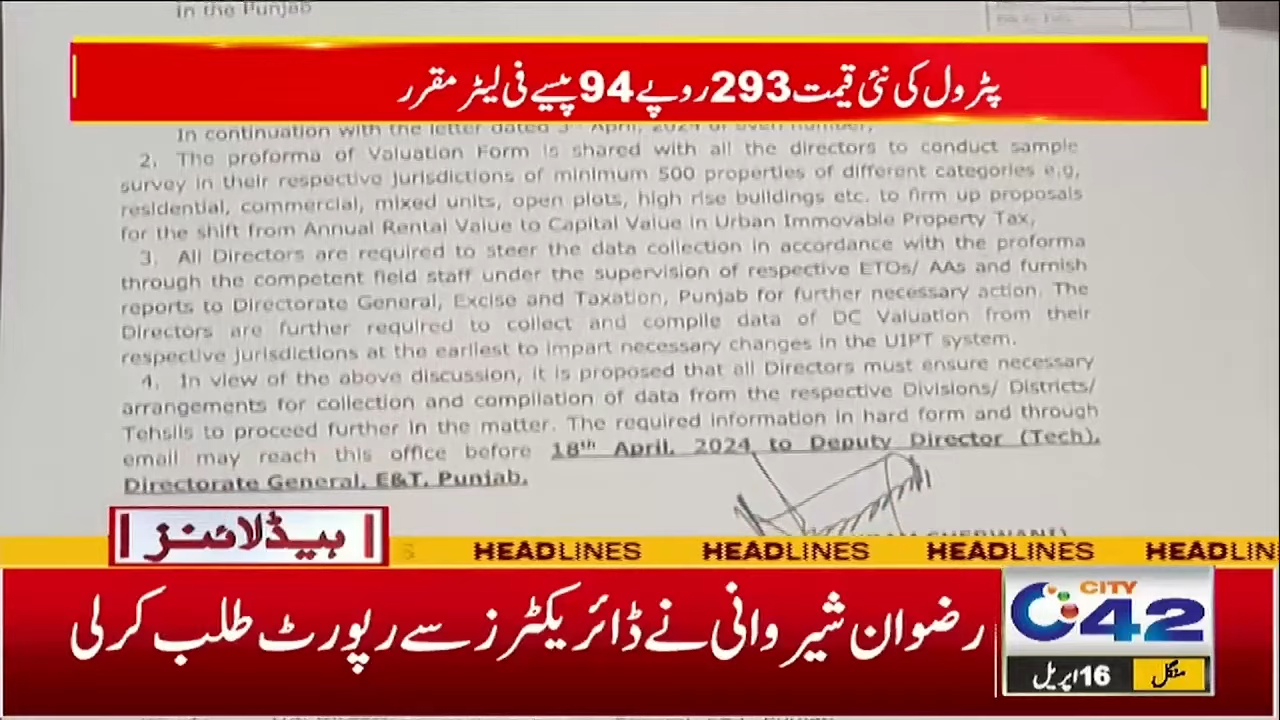 in the Punjab
پٹرول کی نئی قیمت 293 روپے 94 پیسے فی لیٹر مقرر
In continuation with the letter dated 3rd April, 2024 of even number,
2. The proforma of Valuation Form is shared with all the directors to conduct sample
survey in their respective jurisdictions of minimum 500 properties of different categories e.g,
residential, commercial, mixed units, open plots, high rise buildings etc. to firm up proposals
for the shift from Annual Rental Value to Capital Value in Urban Immovable Property Tax,
3. All Directors are required to steer the data collection in accordance with the proforma
through the competent field staff under the supervision of respective ETOs/ AAs and furnish
reports to Directorate General, Excise and Taxation, Punjab for further necessary action. The
Directors are further required to collect and compile data of DC Valuation from their
respective jurisdictions at the earliest to impart necessary changes in the UIPT system.
4. In view of the above discussion, it is proposed that all Directors must ensure necessary
arrangements for collection and compilation of data from the respective Divisions/ Districts/
Tehsils to proceed further in the matter. The required information in hard form and through
email may reach this office before 18th April, 2024 to Deputy Director (Tech),
Directorate General, E&T, Punjab.
SHERWANI)
ہیڈلائنز
HEADLINES HEADLINES HEADLINES HEADLIN
رضوان شیروانی نے ڈائریکٹرز سے رپورٹ طلب کرلی
CITY
42
منگل 16 اپریل